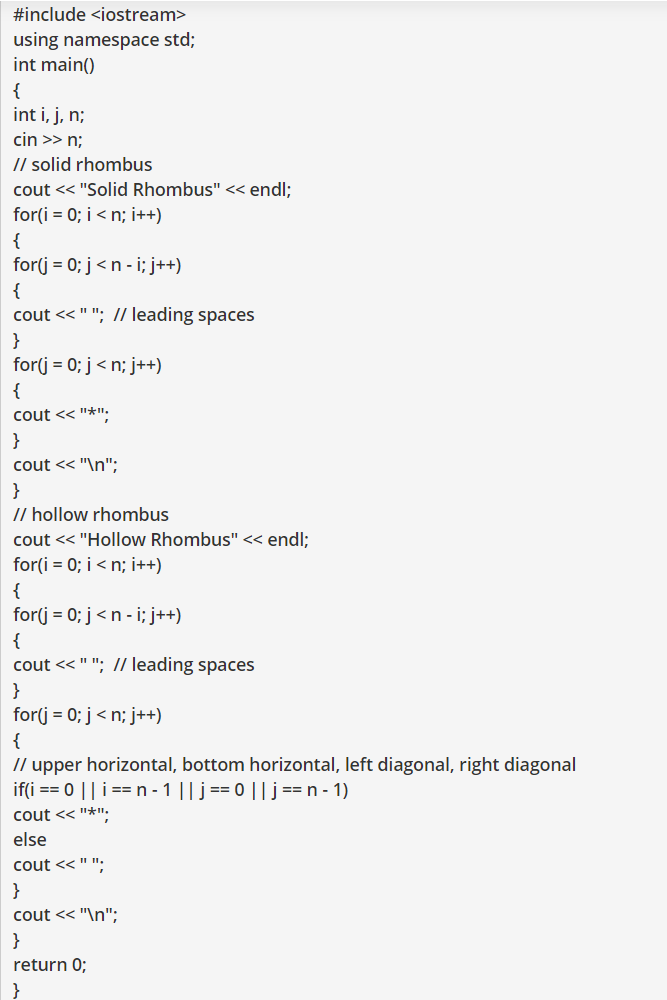 #include <iostream>
using namespace std;
int main()
{
int i, j, n;
cin >> n;
// solid rhombus
cout << "Solid Rhombus" << endl;
for(i = 0; i < n; i++)
{
for(j = 0; j < n - i; j++)
{
cout << " ";  // leading spaces
}
for(j = 0; j < n; j++)
{
cout << "*";
}
cout << "\n";
}
// hollow rhombus
cout << "Hollow Rhombus" << endl;
for(i = 0; i < n; i++)
{
for(j = 0; j < n - i; j++)
{
cout << " ";  // leading spaces
}
for(j = 0; j < n; j++)
{
// upper horizontal, bottom horizontal, left diagonal, right diagonal
if(i == 0 || i == n - 1 || j == 0 || j == n - 1)
cout << "*";
else
cout << " ";
}
cout << "\n";
}
return 0;
}